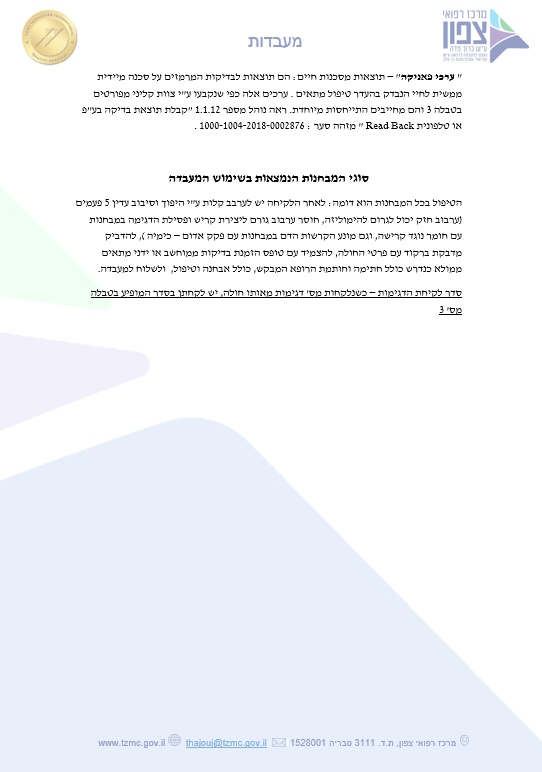 מרכז רפואי
צפון
ע״ש ברוך פדה
מעבדות
״ ערכי פאניקה״ – תוצאות מסכנות חיים: הם תוצאות לבדיקות המרמזים על סכנה מיידית
ממשית לחיי הנבדק בהעדר טיפול מתאים . ערכים אלה כפי שנקבעו ע״י צוות קליני מפורטים
בטבלה 3 והם מחייבים התייחסות מיוחדת. ראה נוהל מספר 1.1.12 ״קבלת תוצאת בדיקה בע״פ
או טלפונית Read Back ״ מזהה סער : 1000-1004-2018-0002876 .
סוגי המבחנות הנמצאות בשימוש המעבדה
הטיפול בכל המבחנות הוא דומה: לאחר הלקיחה יש לערבב קלות ע״י היפוך וסיבוב עדין 5 פעמים
(ערבוב חזק יכול לגרום להימוליזה, חוסר ערבוב גורם ליצירת קריש ופסילת הדגימה במבחנות
עם חומר נוגד קרישה, וגם מונע הקרשות הדם במבחנות עם פקק אדום – כימיה ), להדביק
מדבקת ברקוד עם פרטי החולה, להצמיד עם טופס הזמנת בדיקות ממוחשב או ידני מתאים
ממולא כנדרש כולל חתימה וחותמת הרופא המבקש, כולל אבחנה וטיפול, ולשלוח למעבדה.
סדר לקיחת הדגימות – כשנלקחות מס׳ דגימות מאותו חולה, יש לקחתן בסדר המופיע בטבלה
מס׳ 3
מרכז רפואי צפון, ת.ד. 3111 טבריה 1528001 thajouj@tzmc.gov.il www.tzmc.gov.il